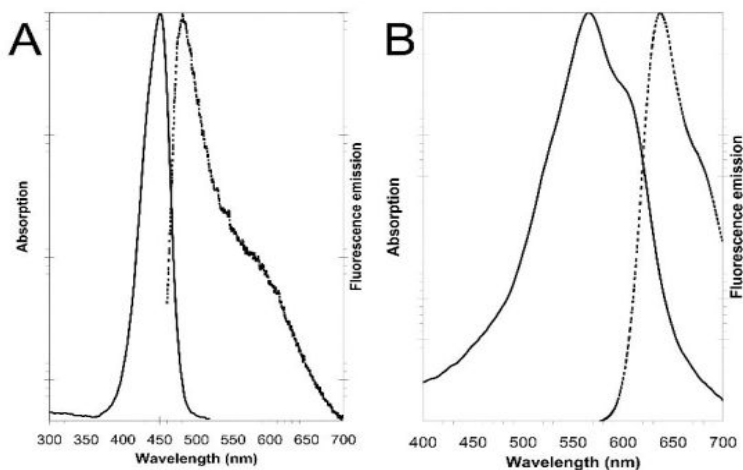 A
Absorption
Fluorescence emission
300 350 400 450 500 550 600 650 700
Wavelength (nm)
B
Absorption
Fluorescence emission
400 450 500 550 600 650 700
Wavelength (nm)